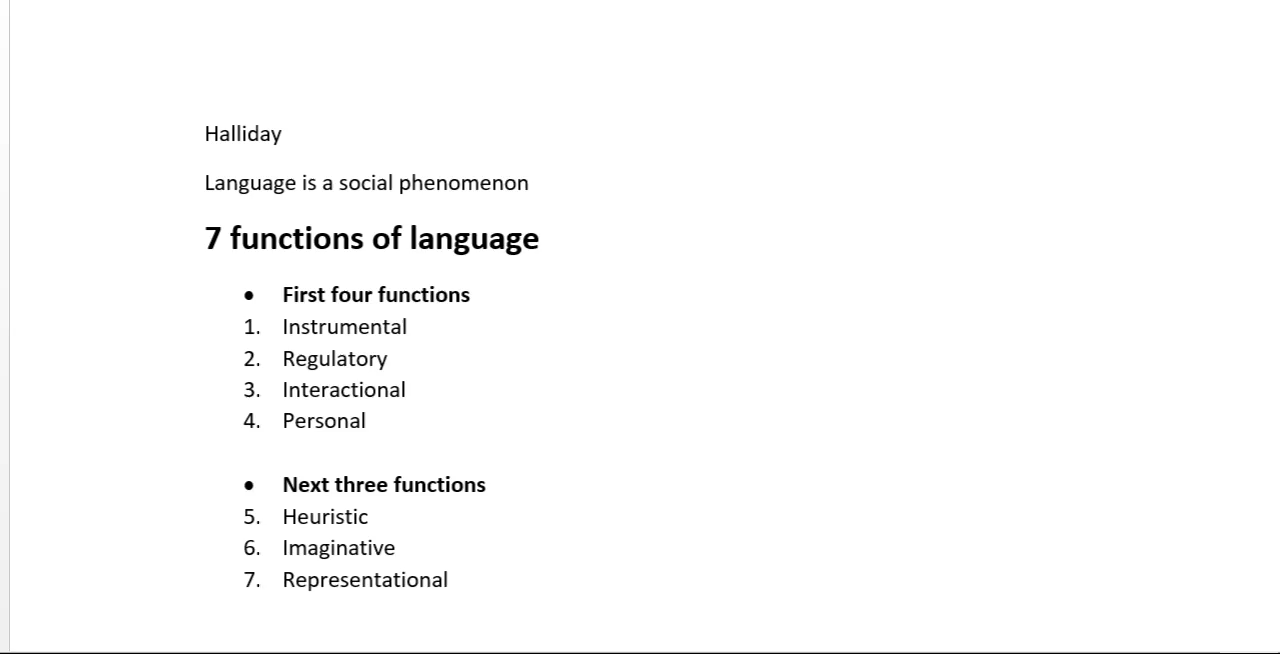 Halliday
Language is a social phenomenon
7 functions of language
• First four functions
1. Instrumental
2. Regulatory
3. Interactional
4. Personal
• Next three functions
5. Heuristic
6. Imaginative
7. Representational